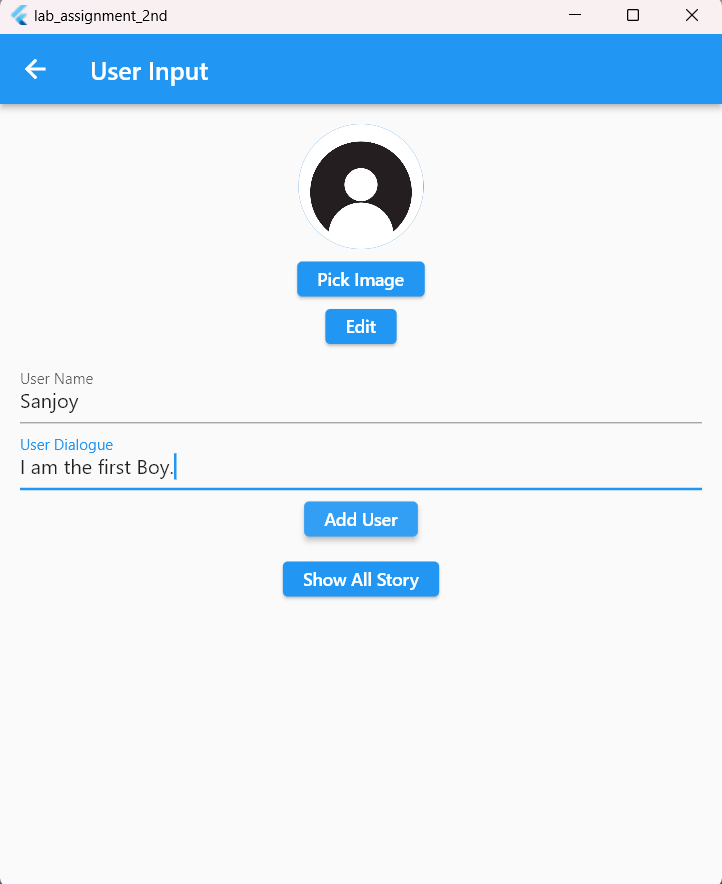 lab_assignment_2nd
User Input
Pick Image
Edit
User Name
Sanjoy
User Dialogue
I am the first Boy.
Add User
Show All Story